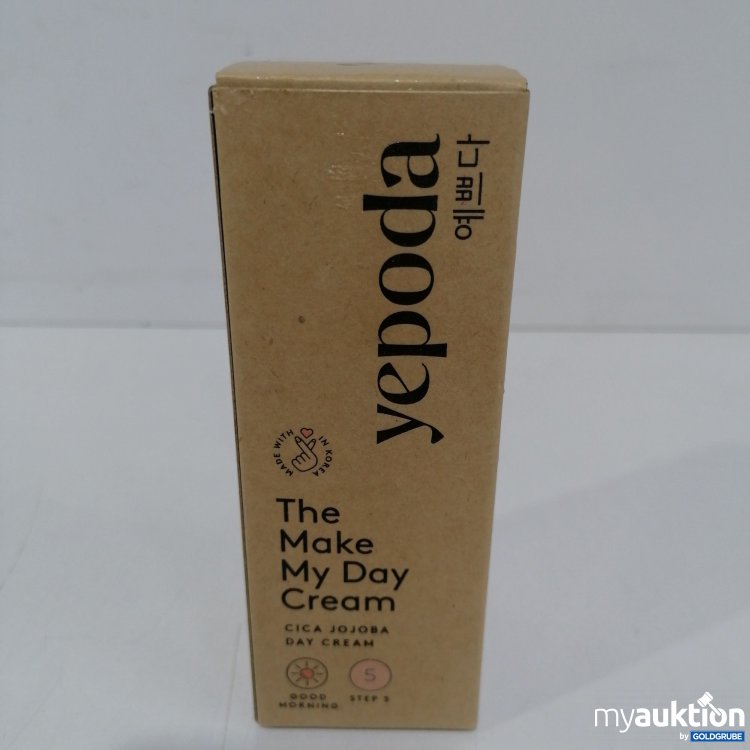 yepoda
예쁘다
MADE WITH
IN KOREA
The
Make
My Day
Cream
CICA JOJOBA
DAY CREAM
5
GOOD
MORNING
STEP 5
myauktion
by GOLDGRUBE